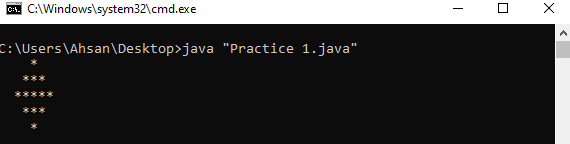 C:\Windows\system32\cmd.exe
C:\Users\Ahsan\Desktop>java "Practice 1.java"
    *
   ***
  *****
   ***
    *